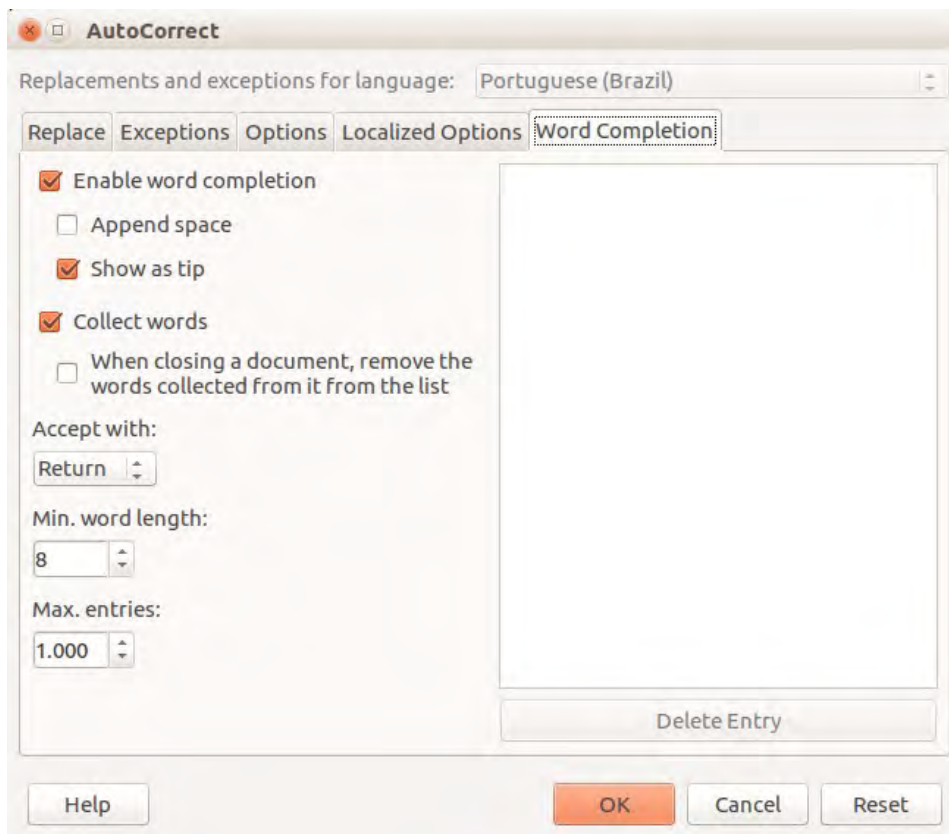 AutoCorrect
Replacements and exceptions for language: Portuguese (Brazil)
Replace Exceptions Options Localized Options Word Completion
Enable word completion
Append space
Show as tip
Collect words
When closing a document, remove the
words collected from it from the list
Accept with:
Return
Min. word length:
8
Max. entries:
1.000
Delete Entry
Help OK Cancel Reset